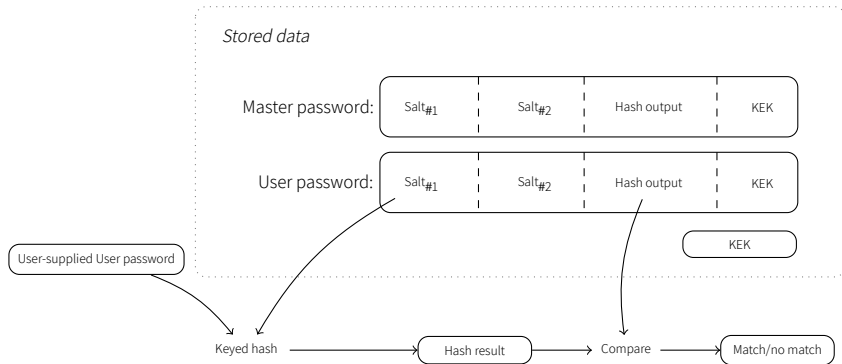 Stored data
Master password: Salt#1 Salt#2 Hash output KEK
User password: Salt#1 Salt#2 Hash output KEK
KEK
User-supplied User password
Keyed hash Hash result Compare Match/no match